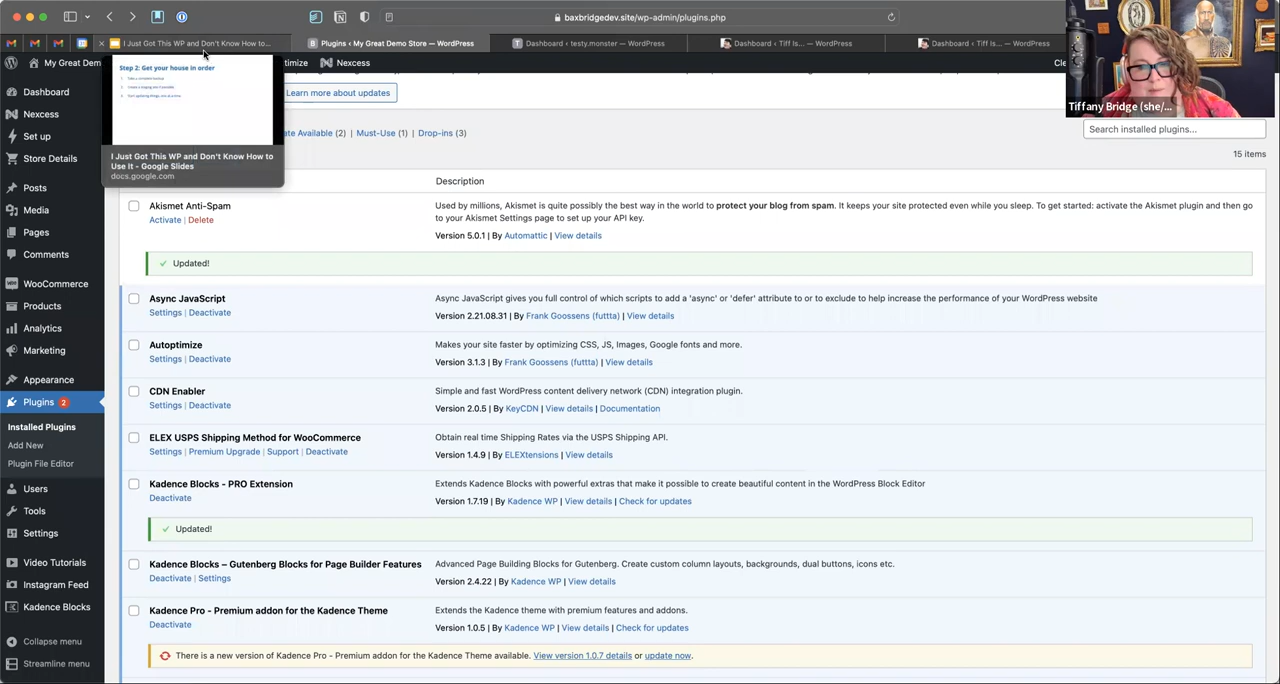 baxbridgedev.site/wp-admin/plugins.php
I Just Got This WP and Don't Know How to...
Plugins ‹ My Great Demo Store — WordPress
Dashboard ‹ testy.monster — WordPress
Dashboard ‹ Tiff Is... — WordPress
Dashboard ‹ Tiff Is... — WordPress
My Great Dem
timize
Nexcess
Cle
Tiffany Bridge (she/...
Step 2: Get your house in order
1. Take a complete backup
2. Create a staging site if possible
3. Start updating things, one at a time
I Just Got This WP and Don't Know How to
Use It - Google Slides
docs.google.com
Learn more about updates
ate Available (2) | Must-Use (1) | Drop-ins (3)
Search installed plugins...
15 items
Dashboard
Nexcess
Set up
Store Details
Posts
Media
Pages
Comments
WooCommerce
Products
Analytics
Marketing
Appearance
Plugins 2
Installed Plugins
Add New
Plugin File Editor
Users
Tools
Settings
Video Tutorials
Instagram Feed
Kadence Blocks
Collapse menu
Streamline menu
Description
Akismet Anti-Spam
Activate | Delete
Used by millions, Akismet is quite possibly the best way in the world to protect your blog from spam. It keeps your site protected even while you sleep. To get started: activate the Akismet plugin and then go
to your Akismet Settings page to set up your API key.
Version 5.0.1 | By Automattic | View details
Updated!
Async JavaScript
Settings | Deactivate
Async JavaScript gives you full control of which scripts to add a 'async' or 'defer' attribute to or to exclude to help increase the performance of your WordPress website
Version 2.21.08.31 | By Frank Goossens (futtta) | View details
Autoptimize
Settings | Deactivate
Makes your site faster by optimizing CSS, JS, Images, Google fonts and more.
Version 3.1.3 | By Frank Goossens (futtta) | View details
CDN Enabler
Settings | Deactivate
Simple and fast WordPress content delivery network (CDN) integration plugin.
Version 2.0.5 | By KeyCDN | View details | Documentation
ELEX USPS Shipping Method for WooCommerce
Settings | Premium Upgrade | Support | Deactivate
Obtain real time Shipping Rates via the USPS Shipping API.
Version 1.4.9 | By ELEXtensions | View details
Kadence Blocks - PRO Extension
Deactivate
Extends Kadence Blocks with powerful extras that make it possible to create beautiful content in the WordPress Block Editor
Version 1.7.19 | By Kadence WP | View details | Check for updates
Updated!
Kadence Blocks – Gutenberg Blocks for Page Builder Features
Deactivate | Settings
Advanced Page Building Blocks for Gutenberg. Create custom column layouts, backgrounds, dual buttons, icons etc.
Version 2.4.22 | By Kadence WP | View details
Kadence Pro - Premium addon for the Kadence Theme
Deactivate
Extends the Kadence theme with premium features and addons.
Version 1.0.5 | By Kadence WP | View details | Check for updates
There is a new version of Kadence Pro - Premium addon for the Kadence Theme available. View version 1.0.7 details or update now.